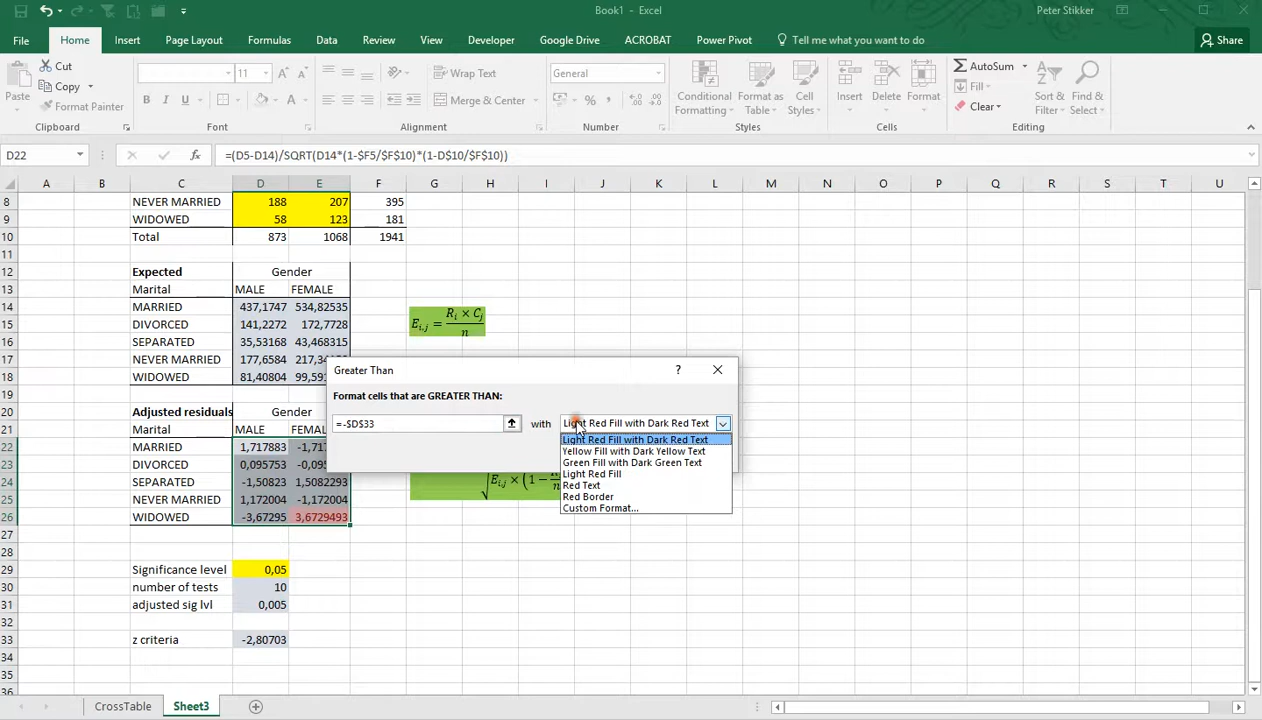 Book1 - Excel
Peter Stikker
File Home Insert Page Layout Formulas Data Review View Developer Google Drive ACROBAT Power Pivot Tell me what you want to do Share
Paste Cut Copy Format Painter Clipboard
11 B I U A Font
Wrap Text Merge & Center Alignment
General % , Number
Conditional Formatting Format as Table Cell Styles Styles
Insert Delete Format Cells
AutoSum Fill Clear Sort & Filter Find & Select Editing
D22 fx =(D5-D14)/SQRT(D14*(1-$F5/$F$10)*(1-D$10/$F$10))
A B C D E F G H I J K L M N O P Q R S T U
8 NEVER MARRIED 188 207 395
9 WIDOWED 58 123 181
10 Total 873 1068 1941
11
12 Expected Gender
13 Marital MALE FEMALE
14 MARRIED 437,1747 534,82535
15 DIVORCED 141,2272 172,7728
16 SEPARATED 35,53168 43,468315
17 NEVER MARRIED 177,6584
18 WIDOWED 81,40804
19
20 Adjusted residuals Gender
21 Marital MALE FEMALE
22 MARRIED 1,717883
23 DIVORCED 0,095753
24 SEPARATED -1,50823 1,5082293
25 NEVER MARRIED 1,172004 -1,172004
26 WIDOWED -3,67295 3,6729493
27
28
29 Significance level 0,05
30 number of tests 10
31 adjusted sig lvl 0,005
32
33 z criteria -2,80703
34
35
36
E i,j = R i × C j / n
Greater Than ?
Format cells that are GREATER THAN:
=-$D$33 with Light Red Fill with Dark Red Text
Light Red Fill with Dark Red Text
Yellow Fill with Dark Yellow Text
Green Fill with Dark Green Text
Light Red Fill
Red Text
Red Border
Custom Format...
CrossTable Sheet3